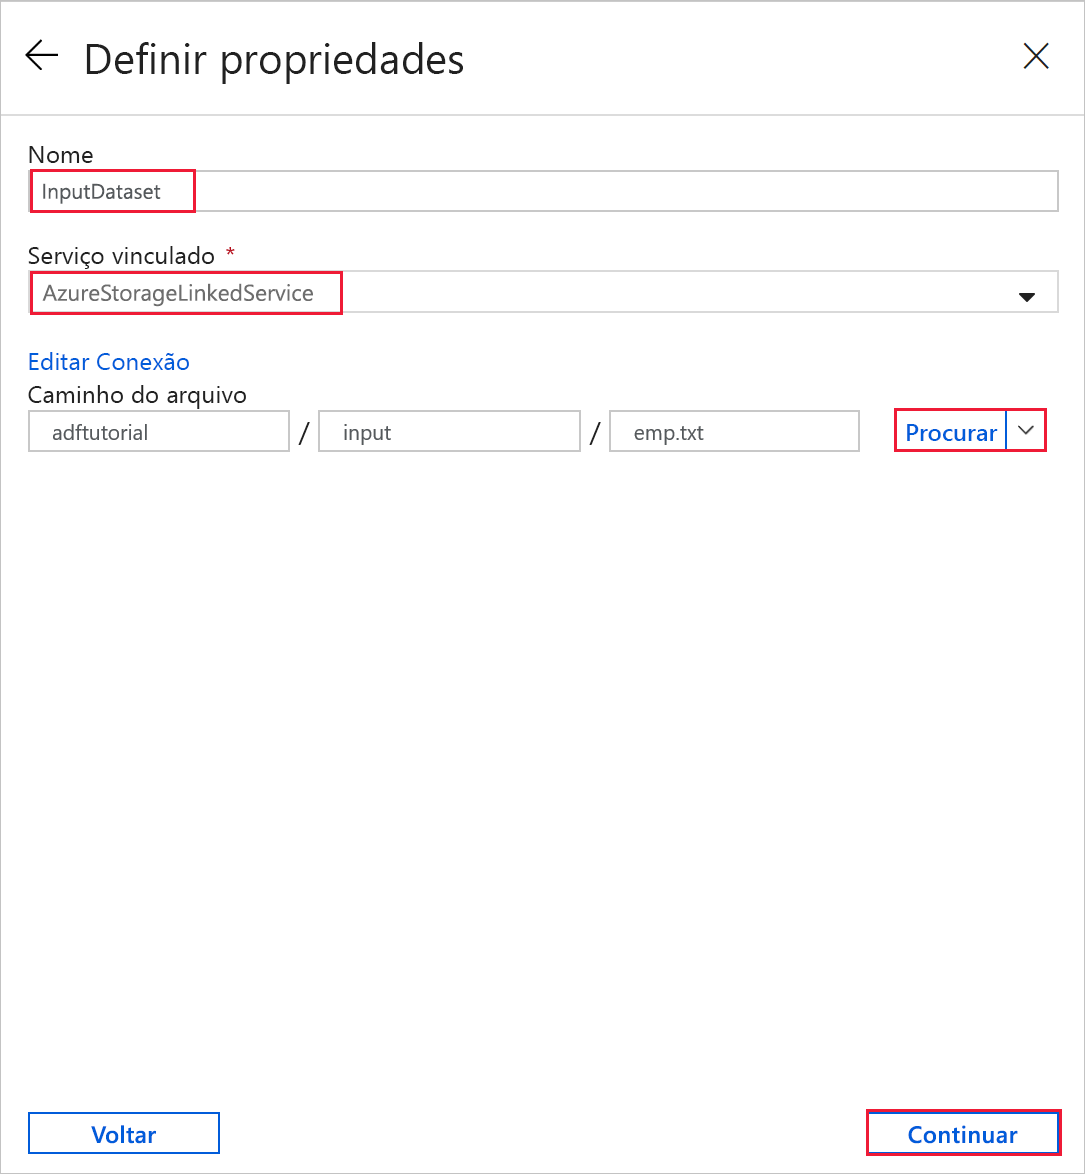 Definir propriedades
Nome
InputDataset
Serviço vinculado *
AzureStorageLinkedService
Editar Conexão
Caminho do arquivo
adftutorial / input / emp.txt Procurar
Voltar Continuar